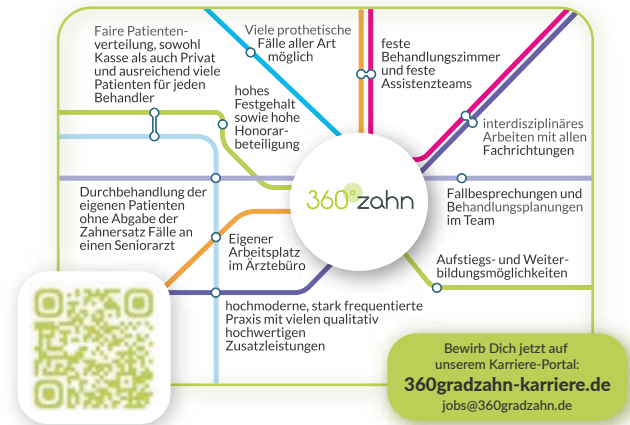 Faire Patienten-
verteilung, sowohl
Kasse als auch Privat
und ausreichend viele
Patienten für jeden
Behandler
Viele prothetische
Fälle aller Art
möglich
feste
Behandlungszimmer
und feste
Assistenzteams
hohes
Festgehalt
sowie hohe
Honorar-
beteiligung
interdisziplinäres
Arbeiten mit allen
Fachrichtungen
360°zahn
Durchbehandlung der
eigenen Patienten
ohne Abgabe der
Zahnersatz Fälle an
einen Seniorarzt
Fallbesprechungen und
Behandlungsplanungen
im Team
Eigener
Arbeitsplatz
im Ärztebüro
Aufstiegs- und Weiter-
bildungsmöglichkeiten
hochmoderne, stark frequentierte
Praxis mit vielen qualitativ
hochwertigen
Zusatzleistungen
Bewirb Dich jetzt auf
unserem Karriere-Portal:
360gradzahn-karriere.de
jobs@360gradzahn.de